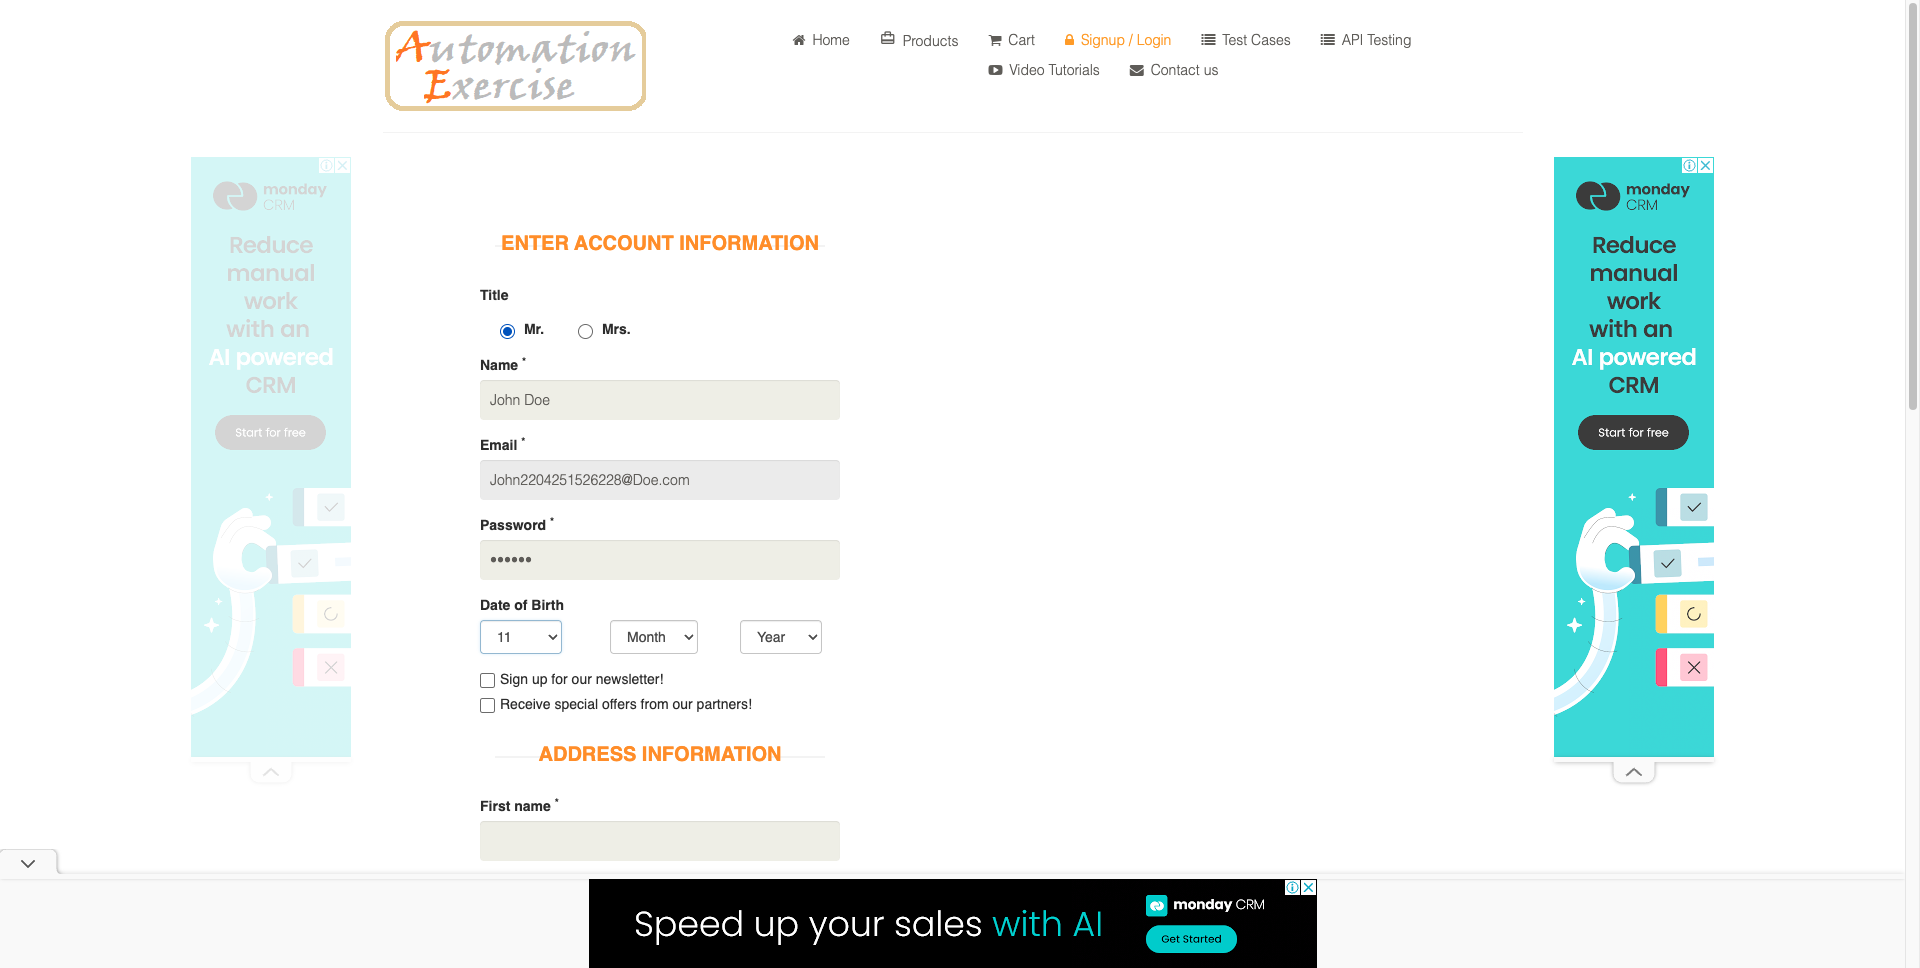 Automation
Exercise
Home
Products
Cart
Signup / Login
Test Cases
API Testing
Video Tutorials
Contact us
monday
CRM
Reduce
manual
work
with an
AI powered
CRM
Start for free
ENTER ACCOUNT INFORMATION
Title
Mr.
Mrs.
Name *
John Doe
Email *
John2204251526228@Doe.com
Password *
••••••
Date of Birth
11
Month
Year
Sign up for our newsletter!
Receive special offers from our partners!
ADDRESS INFORMATION
First name *
monday
CRM
Reduce
manual
work
with an
AI powered
CRM
Start for free
Speed up your sales with AI
monday CRM
Get Started